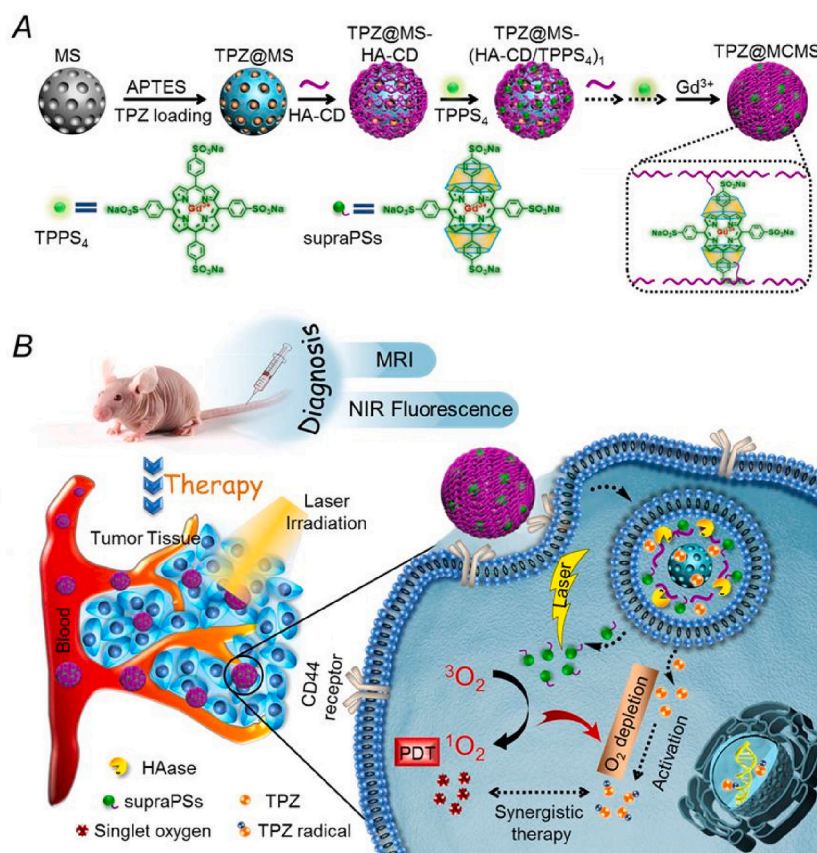 A
MS
APTES
TPZ loading
TPZ@MS
HA-CD
TPZ@MS-
HA-CD
TPPS₄
TPZ@MS-
(HA-CD/TPPS₄)₁
Gd³⁺
TPZ@MCMS
SO₃Na
NaO₃S
N
N
N
N
Gd³⁺
SO₃Na
SO₃Na
TPPS₄
SO₃Na
NaO₃S
N
N
N
N
Gd³⁺
SO₃Na
SO₃Na
supraPSs
SO₃Na
NaO₃S
N
N
N
N
Gd³⁺
SO₃Na
B
Diagnosis
MRI
NIR Fluorescence
Therapy
Laser
Irradiation
Tumor Tissue
Blood
CD44
receptor
Laser
³O₂
PDT
¹O₂
O₂ depletion
Activation
Synergistic
therapy
HAase
supraPSs
TPZ
Singlet oxygen
TPZ radical